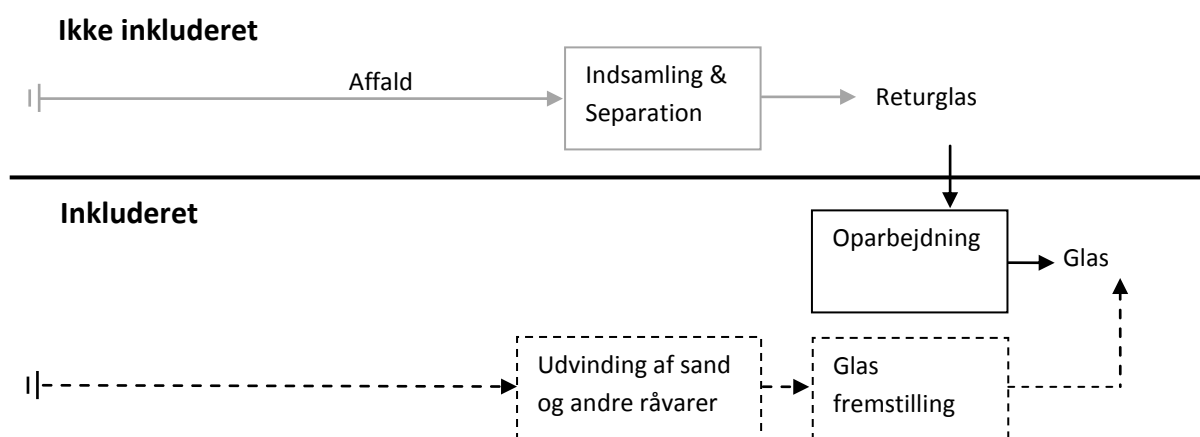 Ikke inkluderet
Affald
Indsamling &
Separation
Returglas
Inkluderet
Oparbejdning
Glas
Udvinding af sand
og andre råvarer
Glas
fremstilling